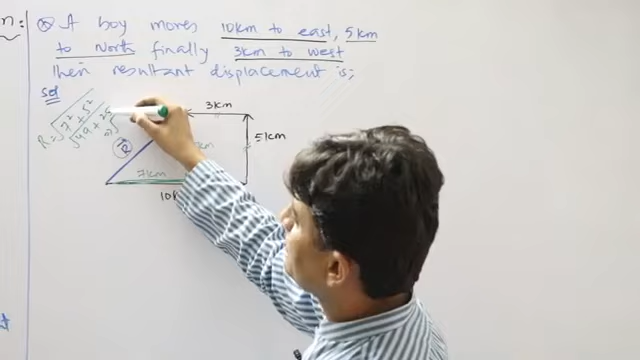 n:
A boy moves 10km to east, 5km
to North finally 3km to west
then resultant displacement is;
sol
3km
R = √7² + 5²
√49 + 25
5km
R
7km